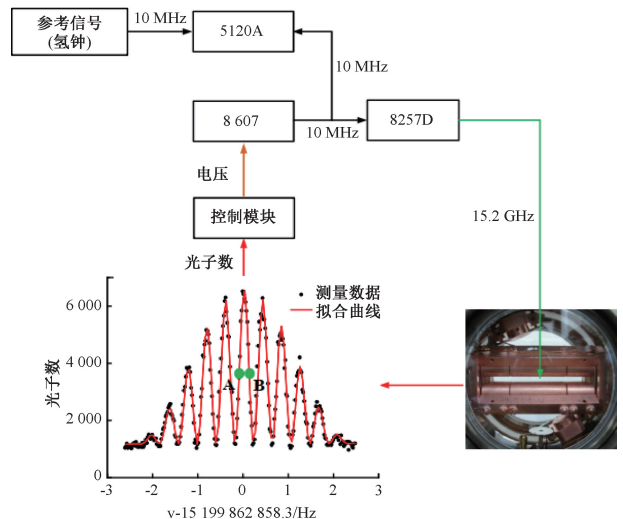 参考信号
(氢钟)
10 MHz
5120A
10 MHz
8 607
10 MHz
8257D
电压
15.2 GHz
控制模块
光子数
测量数据
拟合曲线
6 000
4 000
2 000
0
光子数
A
B
-3 -2 -1 0 1 2 3
ν-15 199 862 858.3/Hz